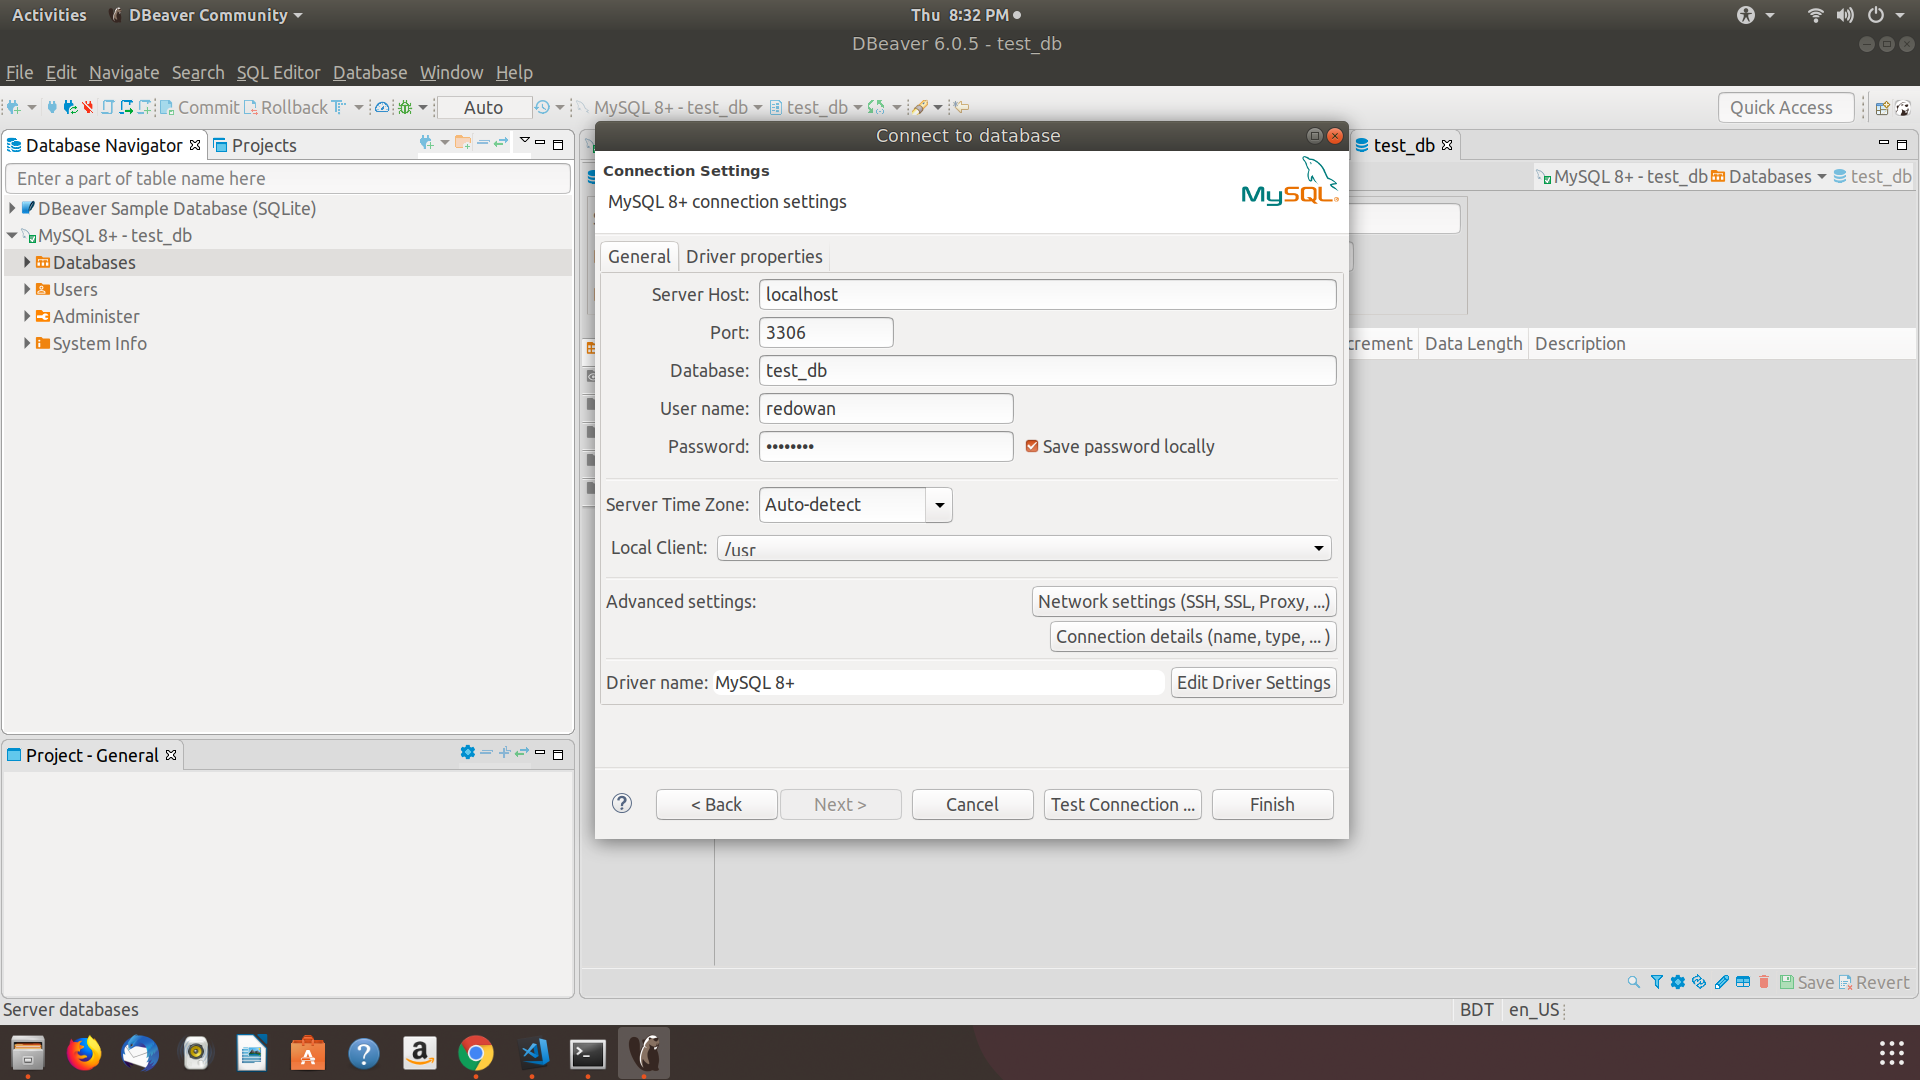 Activities
DBeaver Community
Thu 8:32 PM
DBeaver 6.0.5 - test_db
File Edit Navigate Search SQL Editor Database Window Help
Commit Rollback Auto MySQL 8+ - test_db test_db Quick Access
Database Navigator Projects
Enter a part of table name here
DBeaver Sample Database (SQLite)
MySQL 8+ - test_db
Databases
Users
Administer
System Info
Project - General
Server databases
test_db
MySQL 8+ - test_db Databases test_db
crement Data Length Description
Connect to database
Connection Settings
MySQL 8+ connection settings
MySQL
General Driver properties
Server Host: localhost
Port: 3306
Database: test_db
User name: redowan
Password: ••••••••
Save password locally
Server Time Zone: Auto-detect
Local Client: /usr
Advanced settings: Network settings (SSH, SSL, Proxy, ...)
Connection details (name, type, ... )
Driver name: MySQL 8+ Edit Driver Settings
? < Back Next > Cancel Test Connection ... Finish
Save Revert
BDT en_US